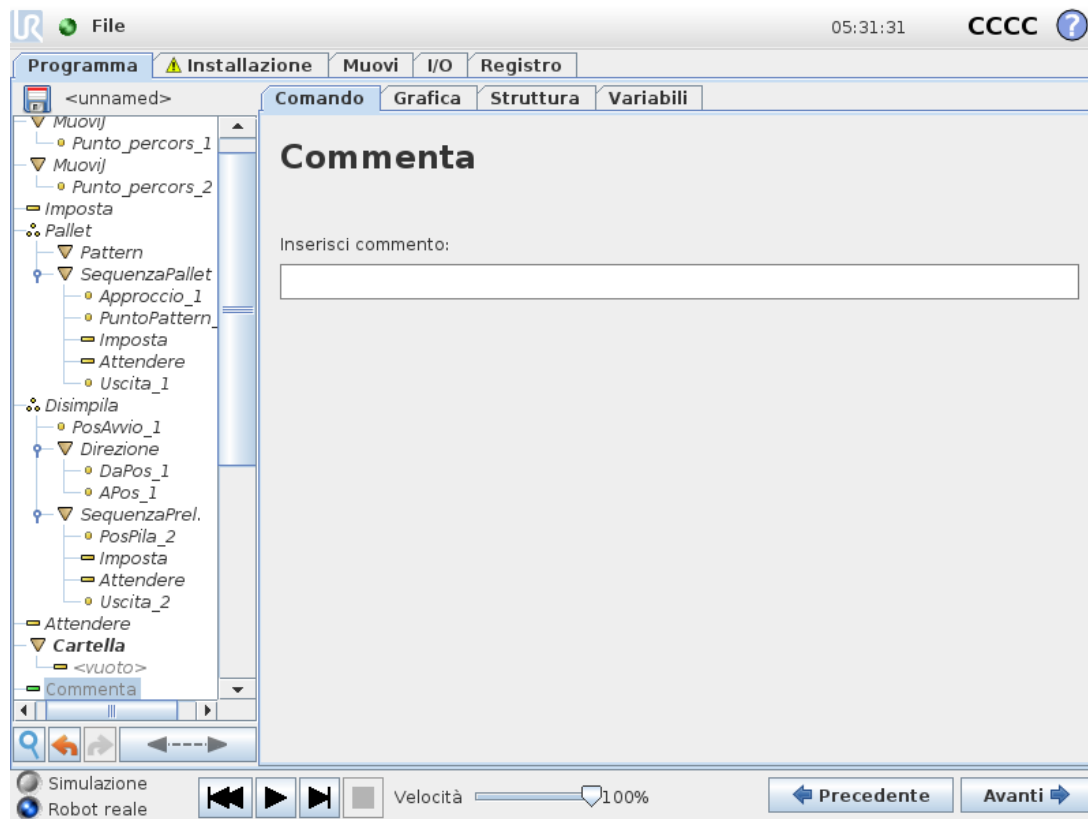 UR File 05:31:31 CCCC ?
Programma Installazione Muovi I/O Registro
<unnamed> Comando Grafica Struttura Variabili
MuoviJ
Punto_percors_1
MuoviJ
Punto_percors_2
Imposta
Pallet
Pattern
SequenzaPallet
Approccio_1
PuntoPattern_
Imposta
Attendere
Uscita_1
Disimpila
PosAvvio_1
Direzione
DaPos_1
APos_1
SequenzaPrel.
PosPila_2
Imposta
Attendere
Uscita_2
Attendere
Cartella
<vuoto>
Commenta
Commenta
Inserisci commento:
Simulazione
Robot reale
Velocità 100%
Precedente Avanti